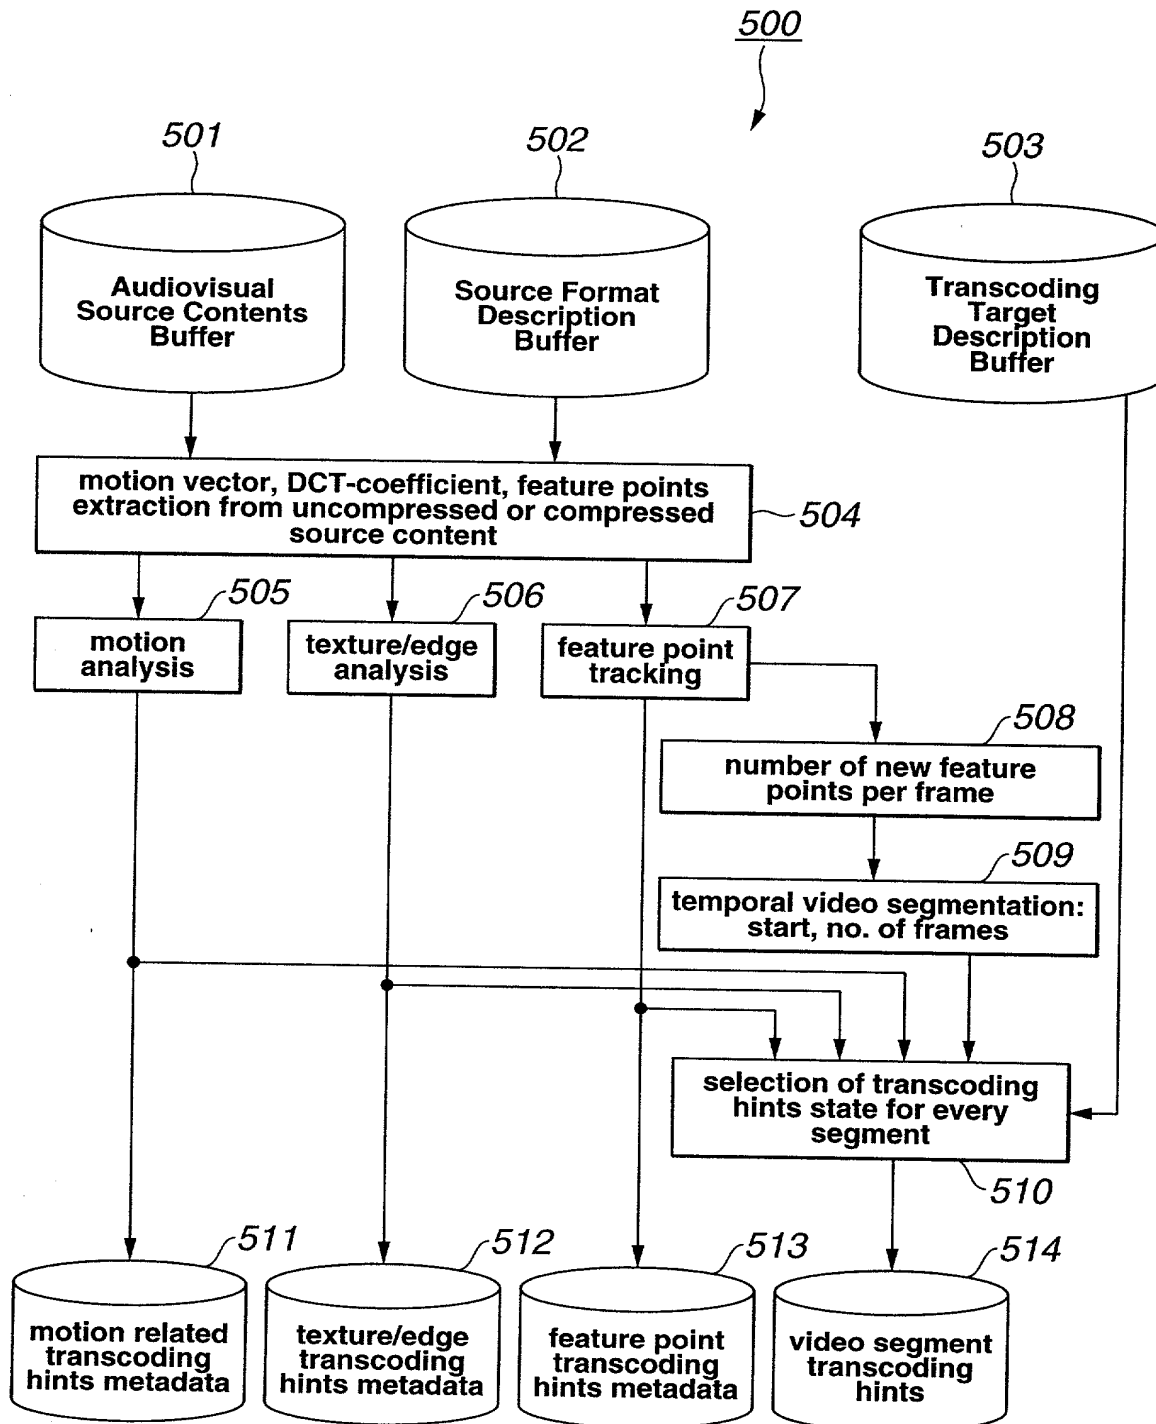 500
501
502
503
Audiovisual
Source Contents
Buffer
Source Format
Description
Buffer
Transcoding
Target
Description
Buffer
motion vector, DCT-coefficient, feature points
extraction from uncompressed or compressed
source content
504
505
motion
analysis
506
texture/edge
analysis
507
feature point
tracking
508
number of new feature
points per frame
509
temporal video segmentation:
start, no. of frames
selection of transcoding
hints state for every
segment
510
511
motion related
transcoding
hints metadata
512
texture/edge
transcoding
hints metadata
513
feature point
transcoding
hints metadata
514
video segment
transcoding
hints